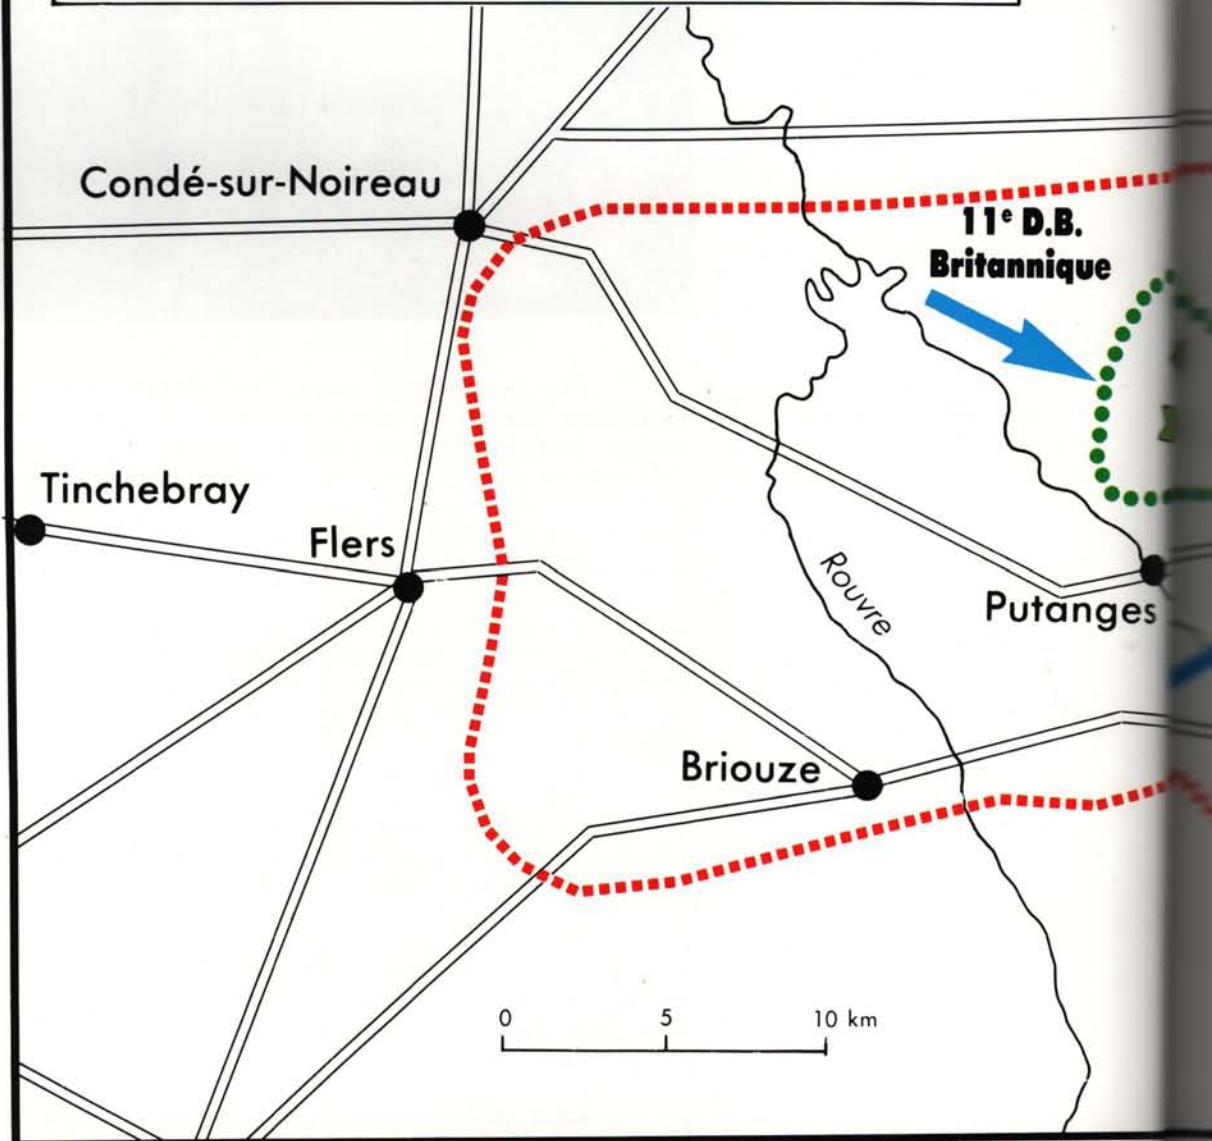 Condé-sur-Noireau
11e D.B.
Britannique
Tinchebray
Flers
Rouvre
Putanges
Briouze
0 5 10 km